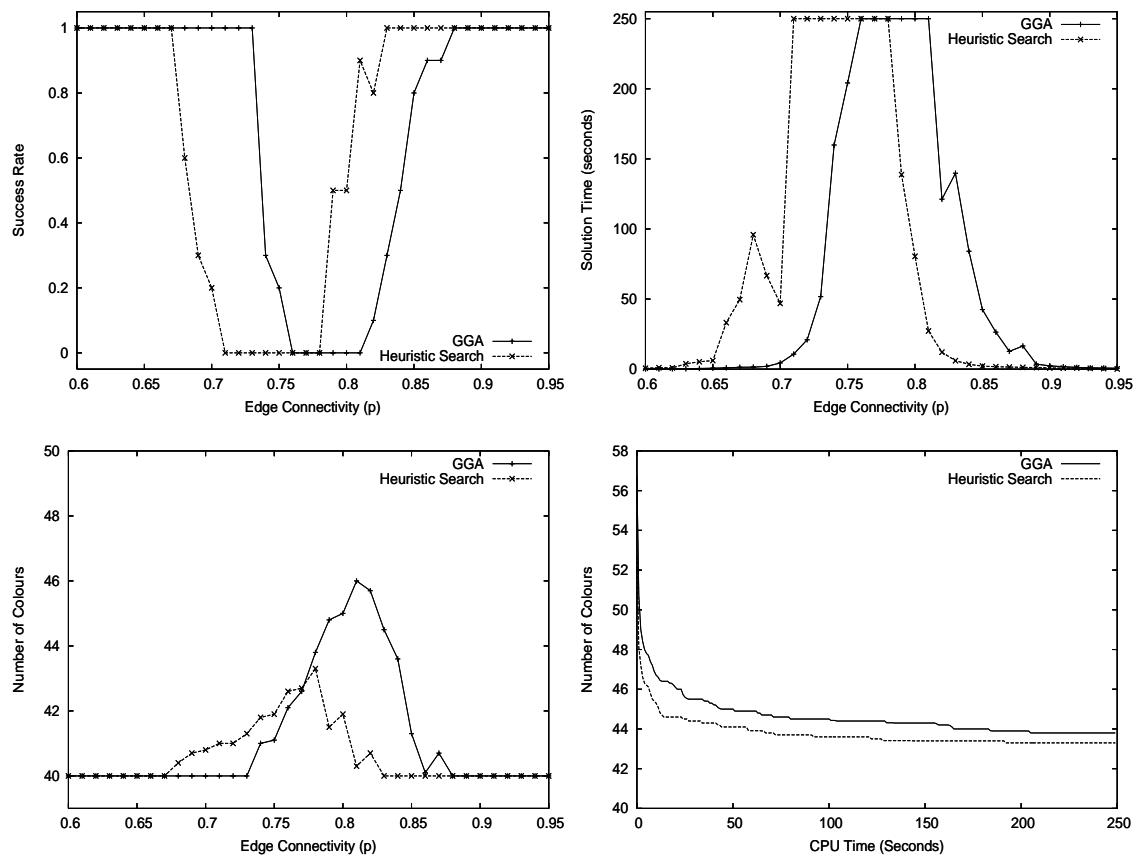 1
0.8
0.6
0.4
0.2
0
Success Rate
0.6 0.65 0.7 0.75 0.8 0.85 0.9 0.95
Edge Connectivity (p)
GGA
Heuristic Search
250
200
150
100
50
0
Solution Time (seconds)
0.6 0.65 0.7 0.75 0.8 0.85 0.9 0.95
Edge Connectivity (p)
GGA
Heuristic Search
50
48
46
44
42
40
Number of Colours
0.6 0.65 0.7 0.75 0.8 0.85 0.9 0.95
Edge Connectivity (p)
GGA
Heuristic Search
58
56
54
52
50
48
46
44
42
40
Number of Colours
0 50 100 150 200 250
CPU Time (Seconds)
GGA
Heuristic Search